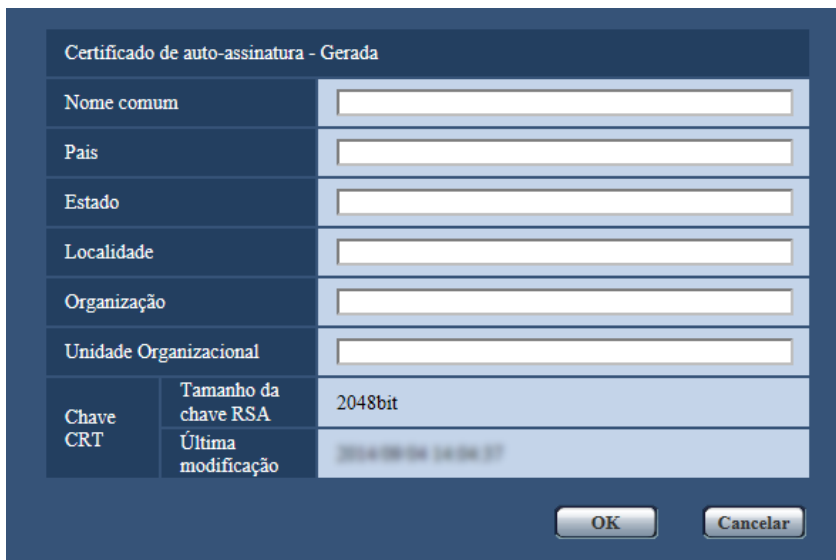 Certificado de auto-assinatura - Gerada
Nome comum
Pais
Estado
Localidade
Organização
Unidade Organizacional
Chave
CRT
Tamanho da
chave RSA
2048bit
Última
modificação
OK
Cancelar